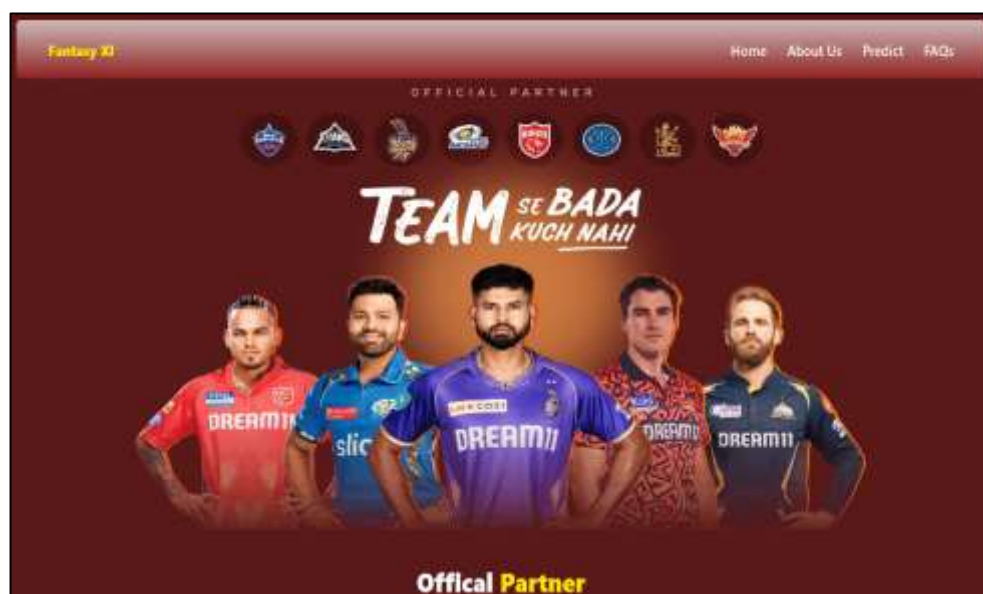 Fantasy XI
Home About Us Predict FAQs
OFFICIAL PARTNER
TEAM SE BADA
KUCH NAHI
DREAM11
slice
DREAM11
DREAM11
DREAM11
Offical Partner